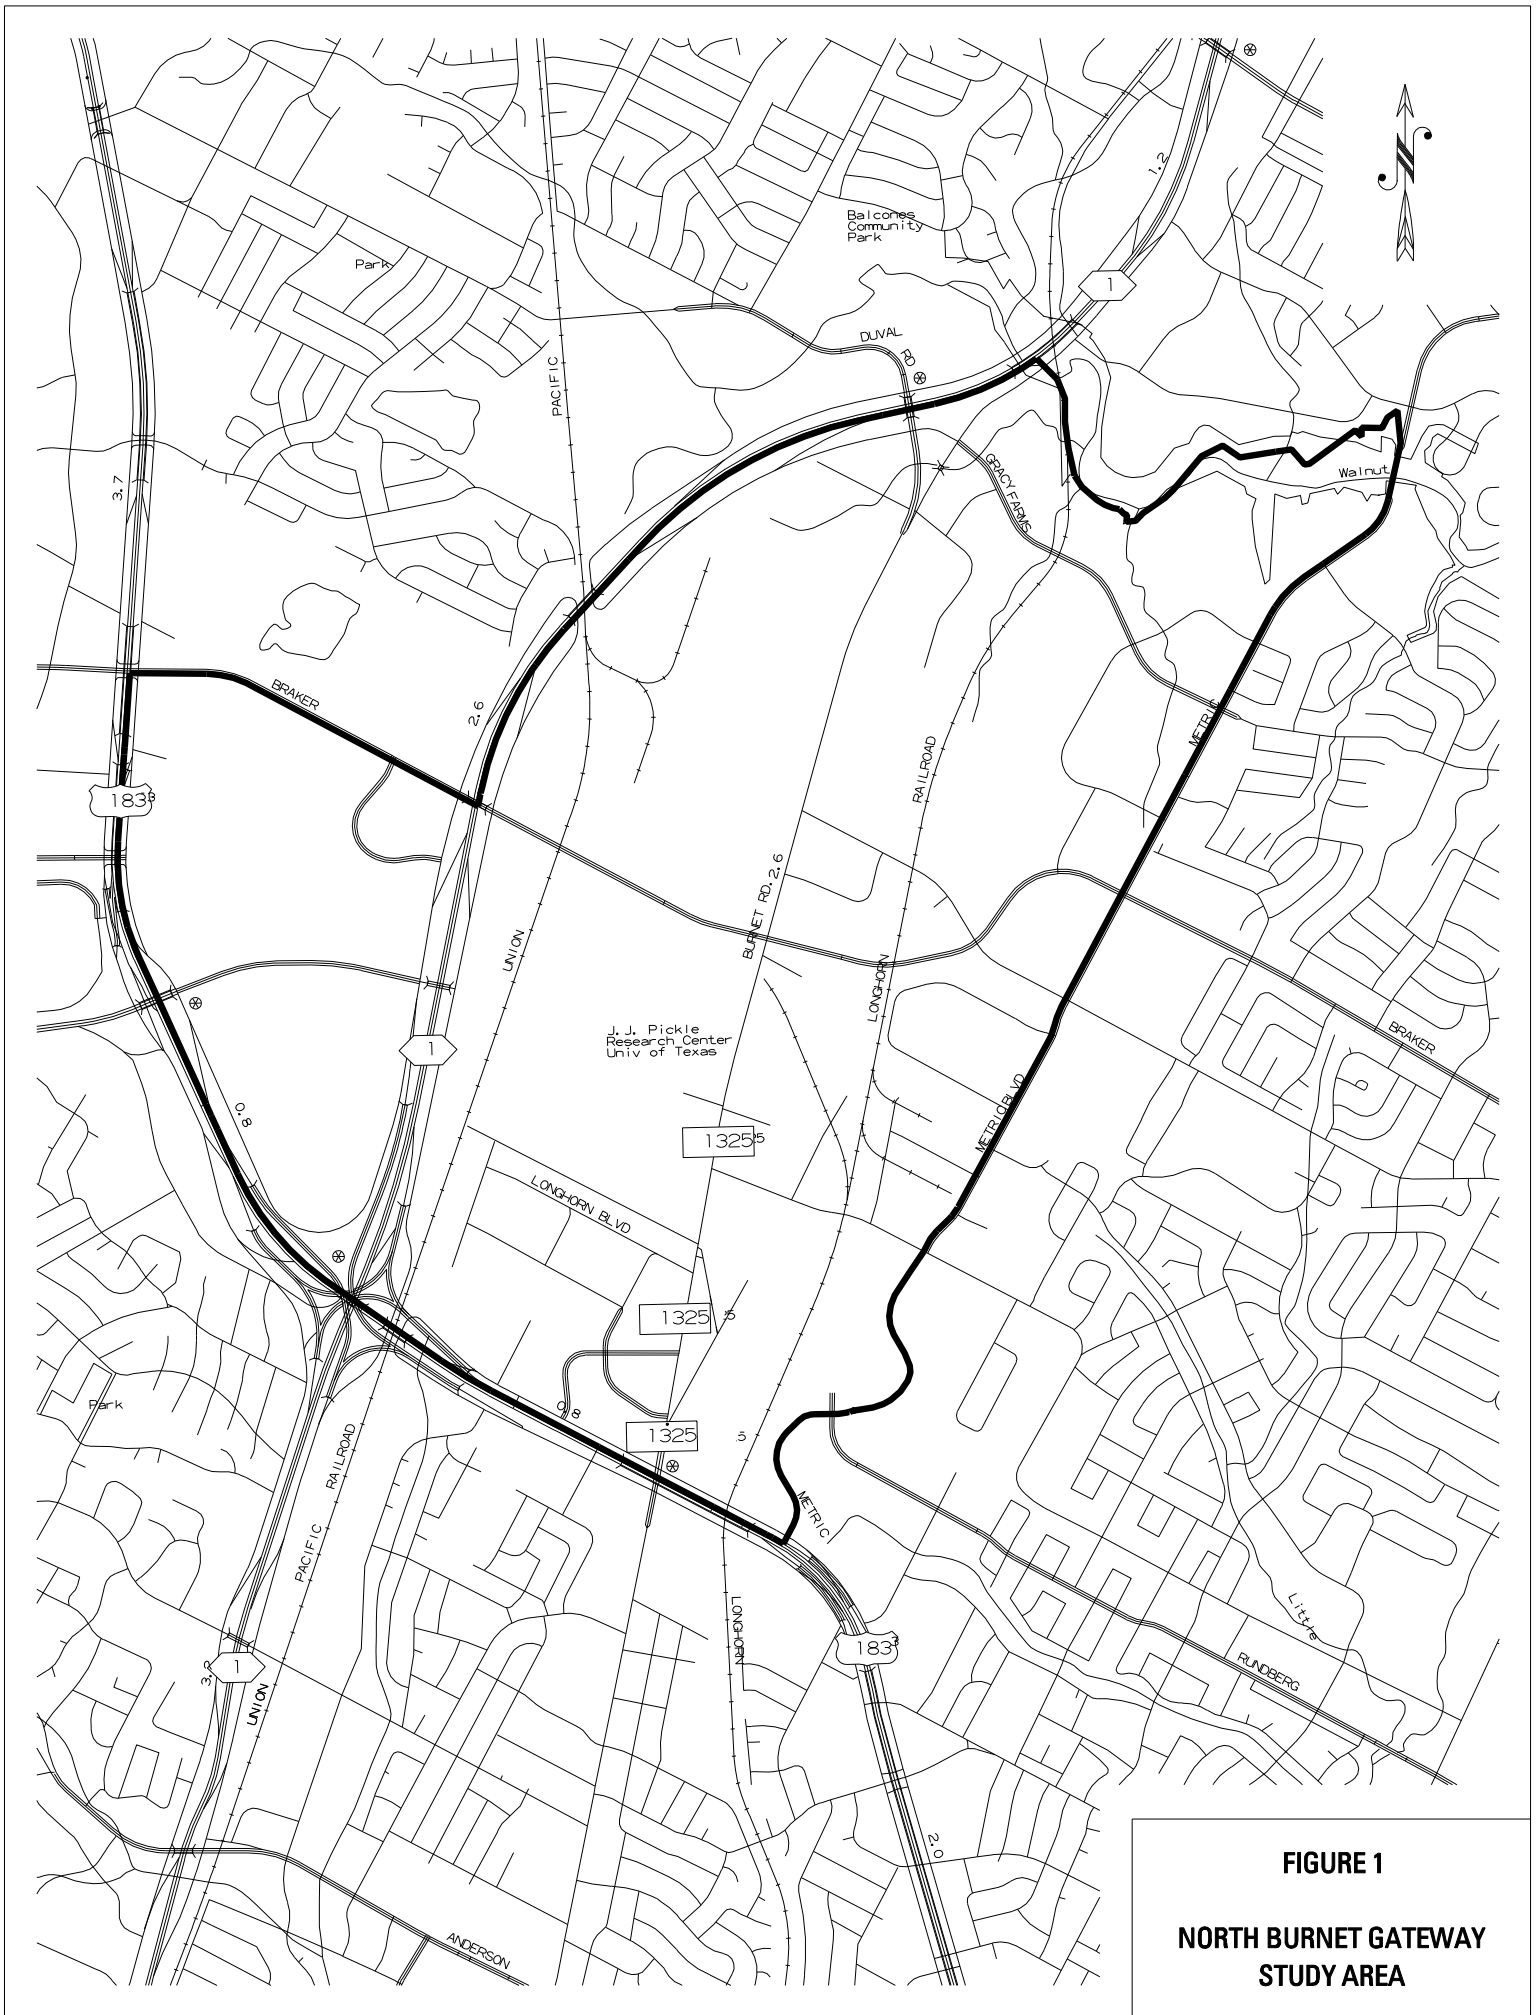 1.2
Balcones
Community
Park
Park
1
DUVAL
RD
PACIFIC
3.7
GRACY FARMS
Walnut
BRAKER
2.6
METRIC
RAILROAD
183
BURNET RD. 2.6
UNION
LONGHORN
J.J. Pickle
Research Center
Univ of Texas
1
BRAKER
0.8
METRIC BLVD
1325
LONGHORN BLVD
1325
Park
0.8
1325
.5
RAILROAD
METRIC
PACIFIC
LONGHORN
Little
183
RUNDBERG
1
UNION
2.0
ANDERSON
FIGURE 1
NORTH BURNET GATEWAY
STUDY AREA